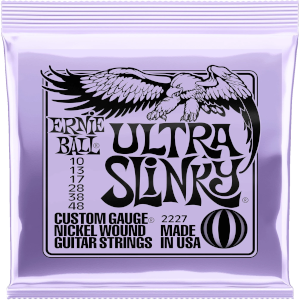 ERNIE BALL®
ULTRA SLINKY
10
13
17
28
38
48
CUSTOM GAUGE®
NICKEL WOUND
GUITAR STRINGS
2227
MADE
IN USA